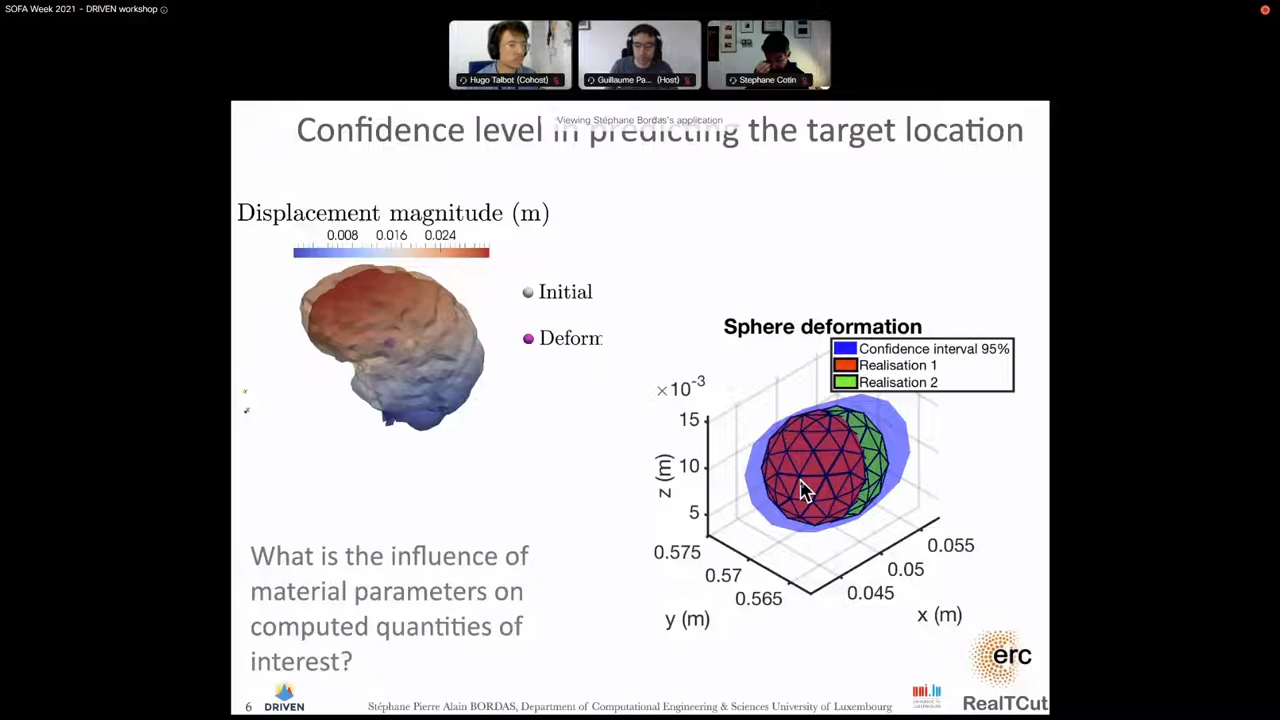 SOFA Week 2021 - DRIVEN workshop
Hugo Talbot (Cohost)
Guillaume Pa... (Host)
Stephane Cotin
Viewing Stéphane Bordas's application
Confidence level in predicting the target location
Displacement magnitude (m)
0.008 0.016 0.024
Initial
Deform
Sphere deformation
Confidence interval 95%
Realisation 1
Realisation 2
×10-3
15
10
5
z (m)
0.575
0.57
0.565
y (m)
0.055
0.05
0.045
x (m)
What is the influence of
material parameters on
computed quantities of
interest?
erc
6 DRIVEN
Stéphane Pierre Alain BORDAS, Department of Computational Engineering & Sciences University of Luxembourg
uni.lu
RealTCut